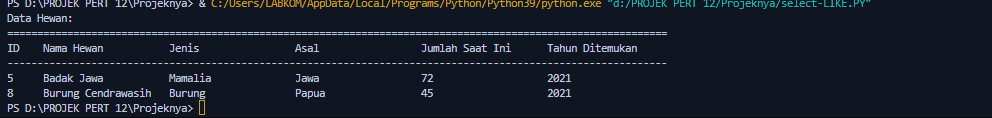 PS D:\PROJEK PERT 12\Projeknya> & C:/Users/LABKOM/AppData/Local/Programs/Python/Python39/python.exe "d:/PROJEK PERT 12/Projeknya/select-LIKE.PY"
Data Hewan:
==============================================================================================================
ID    Nama Hewan           Jenis                Asal                 Jumlah Saat Ini      Tahun Ditemukan
--------------------------------------------------------------------------------------------------------------
5     Badak Jawa           Mamalia              Jawa                 72                   2021
8     Burung Cendrawasih   Burung               Papua                45                   2021
PS D:\PROJEK PERT 12\Projeknya>